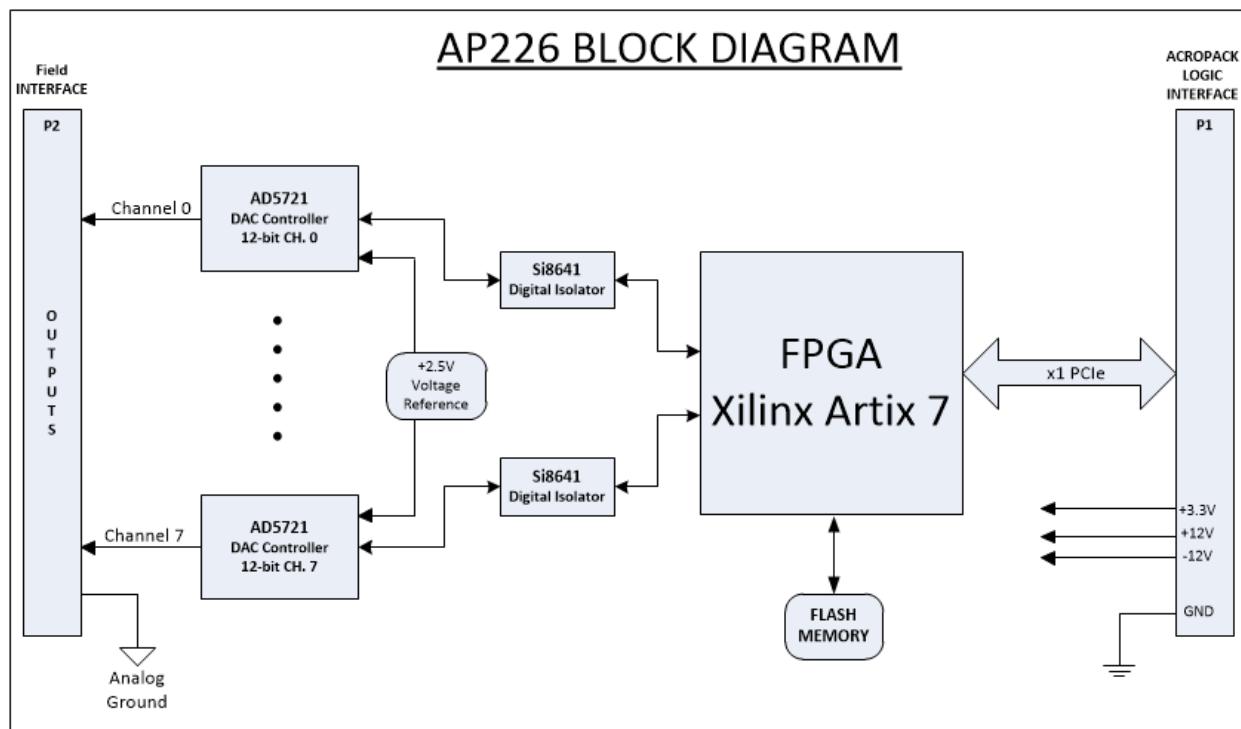 AP226 BLOCK DIAGRAM
Field
INTERFACE
P2
O
U
T
P
U
T
S
Channel 0
AD5721
DAC Controller
12-bit CH. 0
Si8641
Digital Isolator
+2.5V
Voltage
Reference
FPGA
Xilinx Artix 7
x1 PCIe
ACROPACK
LOGIC
INTERFACE
P1
Channel 7
AD5721
DAC Controller
12-bit CH. 7
Si8641
Digital Isolator
FLASH
MEMORY
+3.3V
+12V
-12V
GND
Analog
Ground